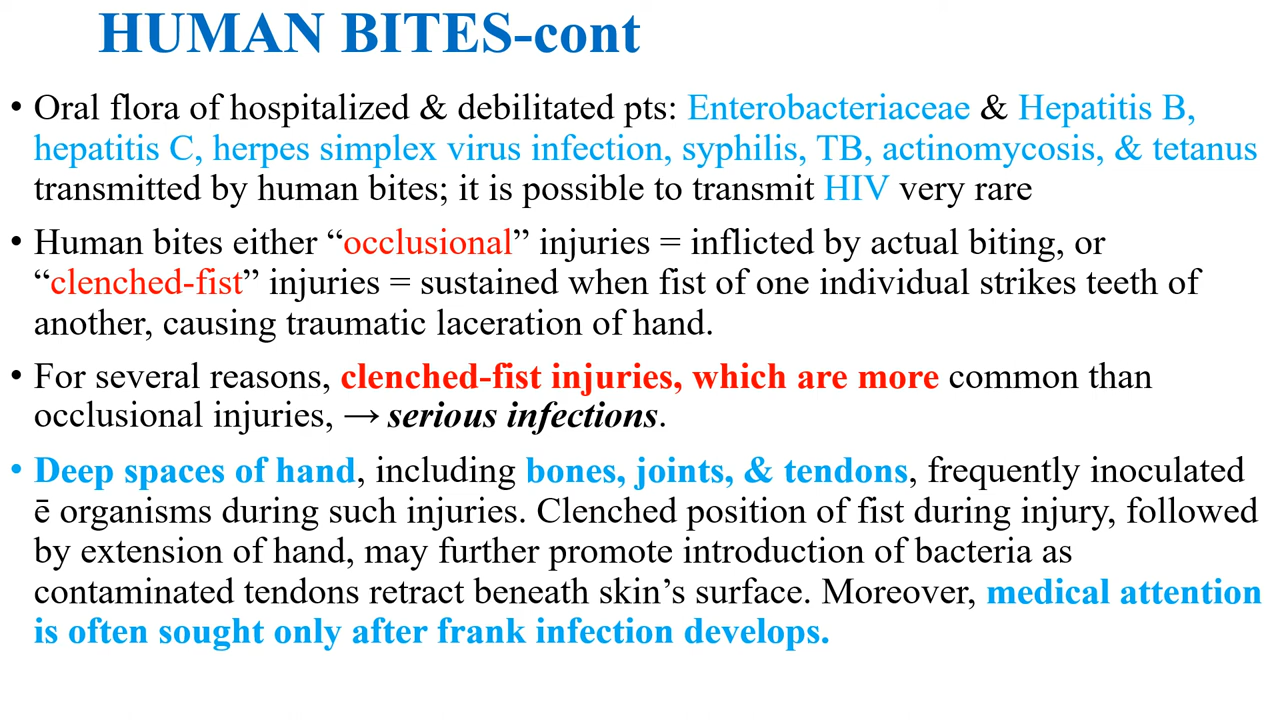 HUMAN BITES-cont
• Oral flora of hospitalized & debilitated pts: Enterobacteriaceae & Hepatitis B,
hepatitis C, herpes simplex virus infection, syphilis, TB, actinomycosis, & tetanus
transmitted by human bites; it is possible to transmit HIV very rare
• Human bites either “occlusional” injuries = inflicted by actual biting, or
“clenched-fist” injuries = sustained when fist of one individual strikes teeth of
another, causing traumatic laceration of hand.
• For several reasons, clenched-fist injuries, which are more common than
occlusional injuries, → serious infections.
• Deep spaces of hand, including bones, joints, & tendons, frequently inoculated
ē organisms during such injuries. Clenched position of fist during injury, followed
by extension of hand, may further promote introduction of bacteria as
contaminated tendons retract beneath skin’s surface. Moreover, medical attention
is often sought only after frank infection develops.